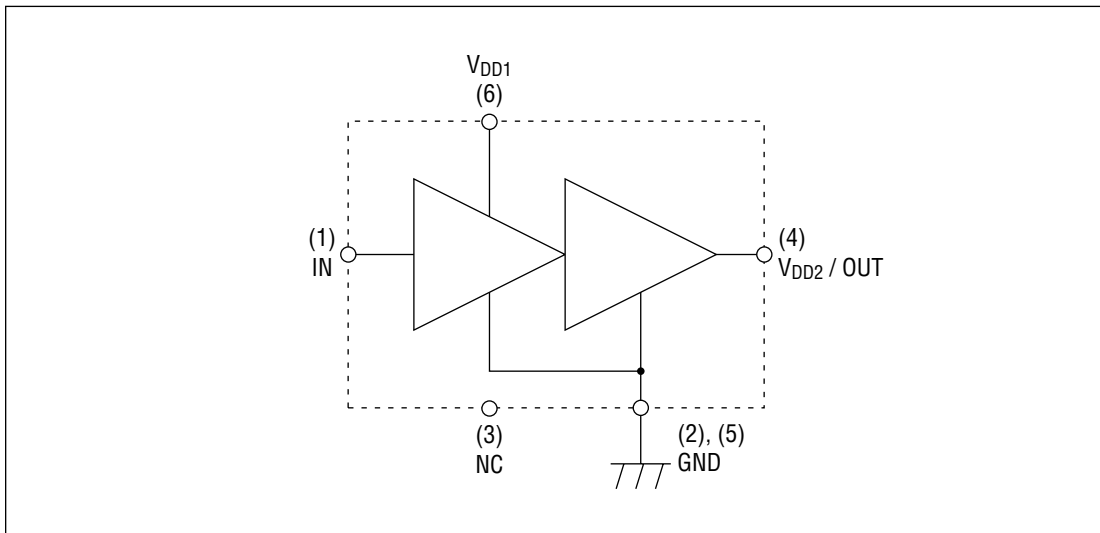 VDD1
(6)
(1)
IN
(4)
VDD2 / OUT
(3)
NC
(2), (5)
GND